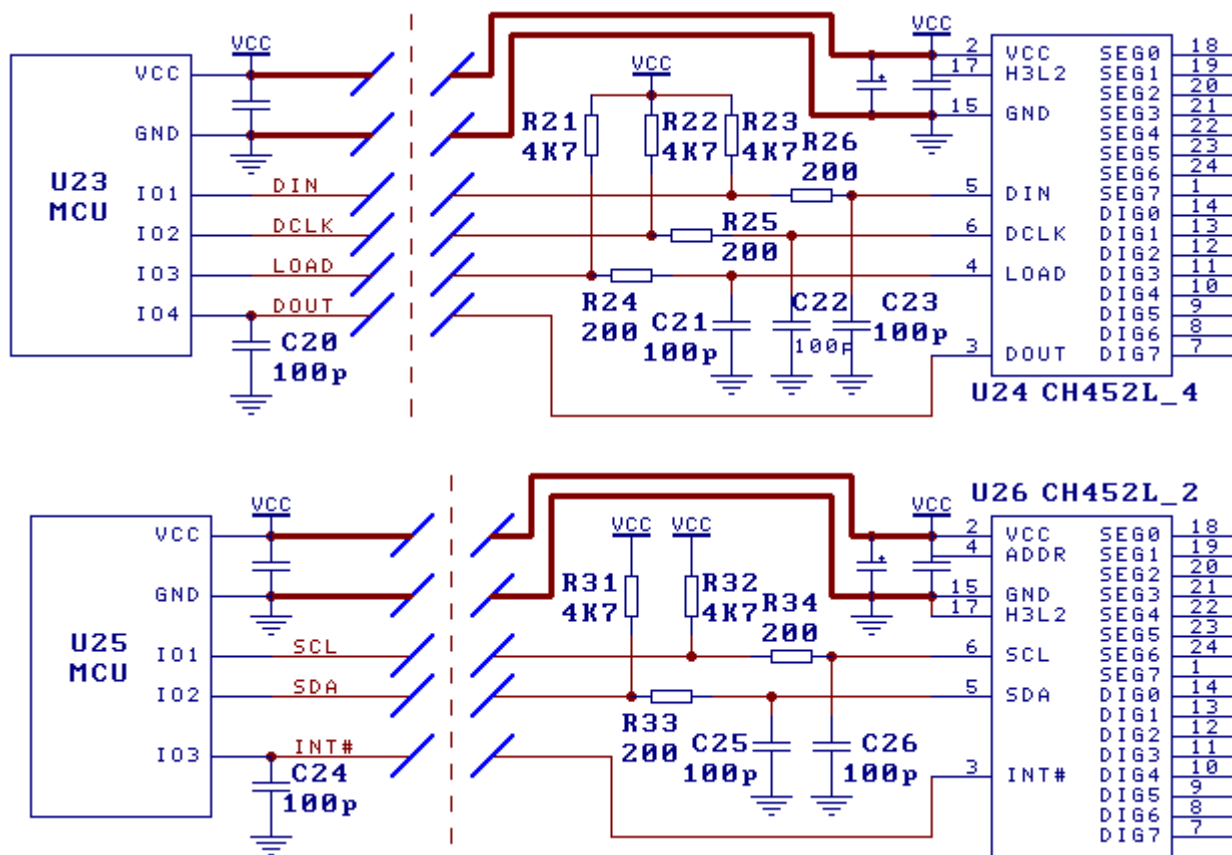 VCC
VCC
2
VCC
SEG0
18
VCC
17
H3L2
SEG1
19
VCC
SEG2
20
GND
15
GND
SEG3
21
R21
R22
R23
SEG4
22
4K7
4K7
4K7
R26
SEG5
23
200
SEG6
24
U23
MCU
IO1
DIN
5
DIN
SEG7
1
DIG0
14
IO2
DCLK
R25
200
6
DCLK
DIG1
13
DIG2
12
IO3
LOAD
4
LOAD
DIG3
11
R24
200
DIG4
10
IO4
DOUT
C21
100p
C22
100p
C23
100p
DIG5
9
C20
100p
DIG6
8
3
DOUT
DIG7
7
U24 CH452L_4
U26 CH452L_2
VCC
VCC
VCC
VCC
VCC
2
VCC
SEG0
18
4
ADDR
SEG1
19
SEG2
20
GND
R31
4K7
R32
4K7
R34
200
15
GND
SEG3
21
17
H3L2
SEG4
22
SEG5
23
U25
MCU
IO1
SCL
6
SCL
SEG6
24
SEG7
1
IO2
SDA
5
SDA
DIG0
14
R33
200
DIG1
13
DIG2
12
IO3
INT#
C25
100p
C26
100p
DIG3
11
C24
100p
3
INT#
DIG4
10
DIG5
9
DIG6
8
DIG7
7